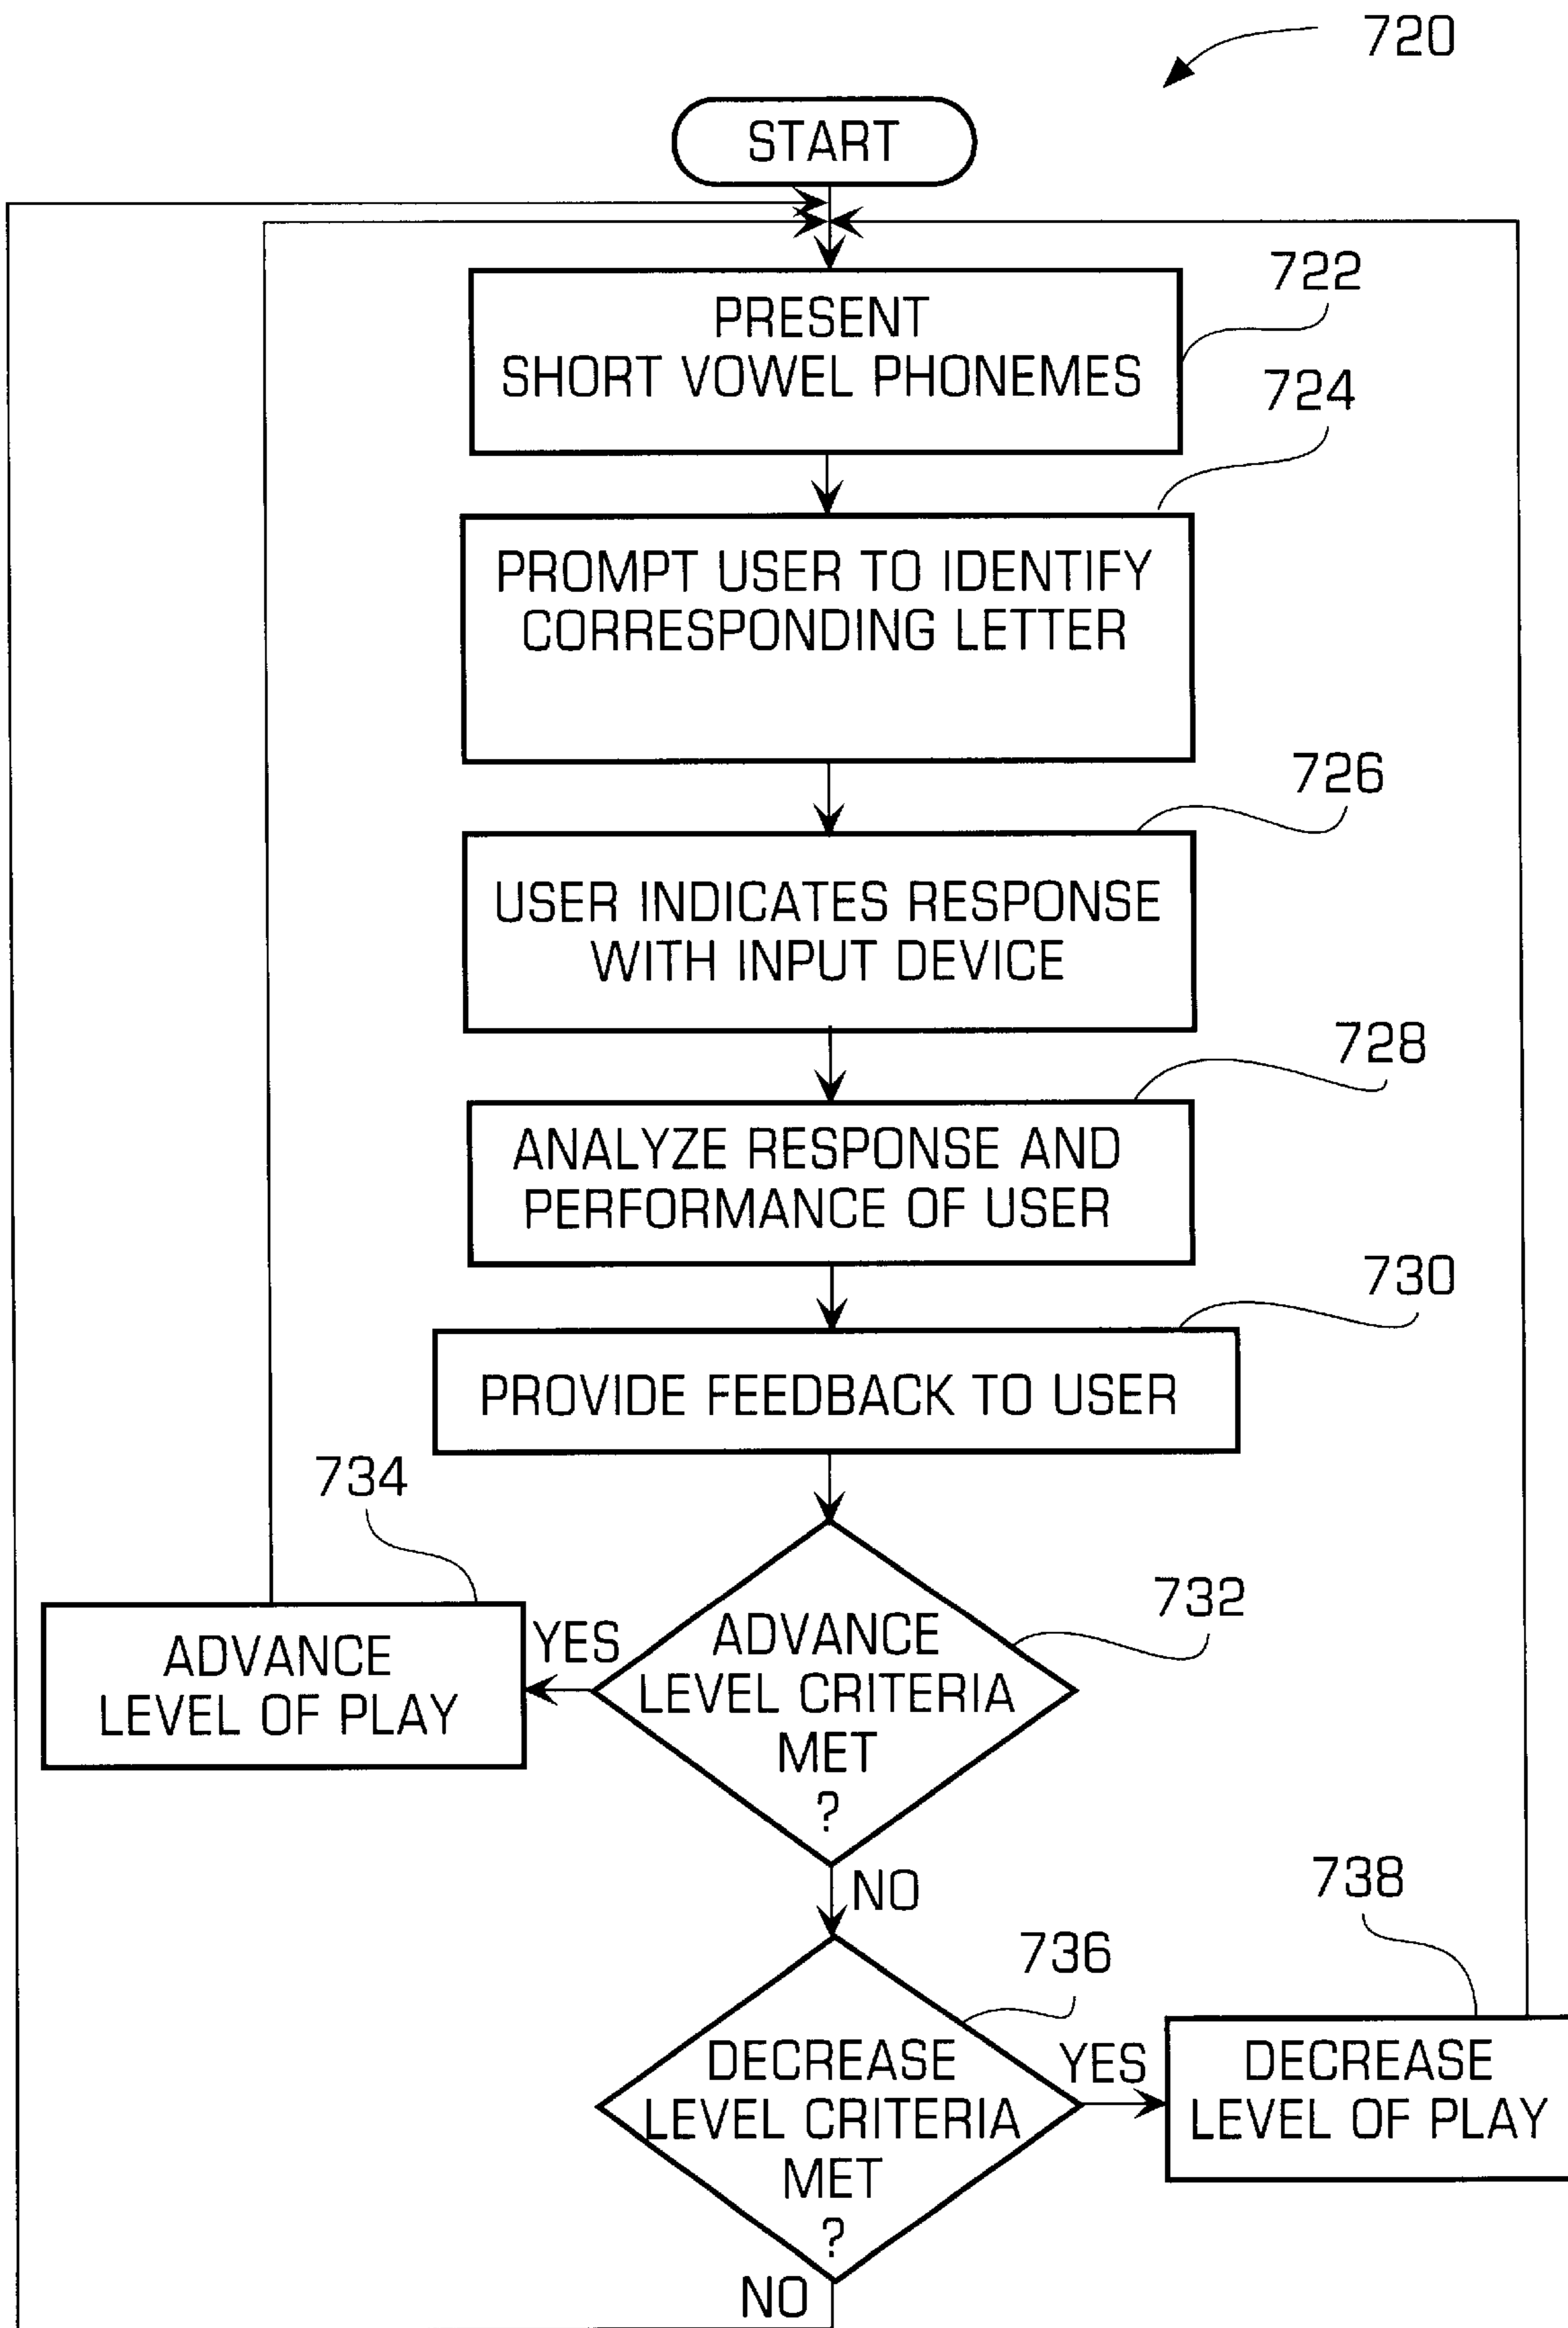 720
START
722
PRESENT
SHORT VOWEL PHONEMES
724
PROMPT USER TO IDENTIFY
CORRESPONDING LETTER
726
USER INDICATES RESPONSE
WITH INPUT DEVICE
728
ANALYZE RESPONSE AND
PERFORMANCE OF USER
730
PROVIDE FEEDBACK TO USER
734
732
ADVANCE
LEVEL OF PLAY
YES
ADVANCE
LEVEL CRITERIA
MET
?
NO
738
736
DECREASE
LEVEL CRITERIA
MET
?
YES
DECREASE
LEVEL OF PLAY
NO